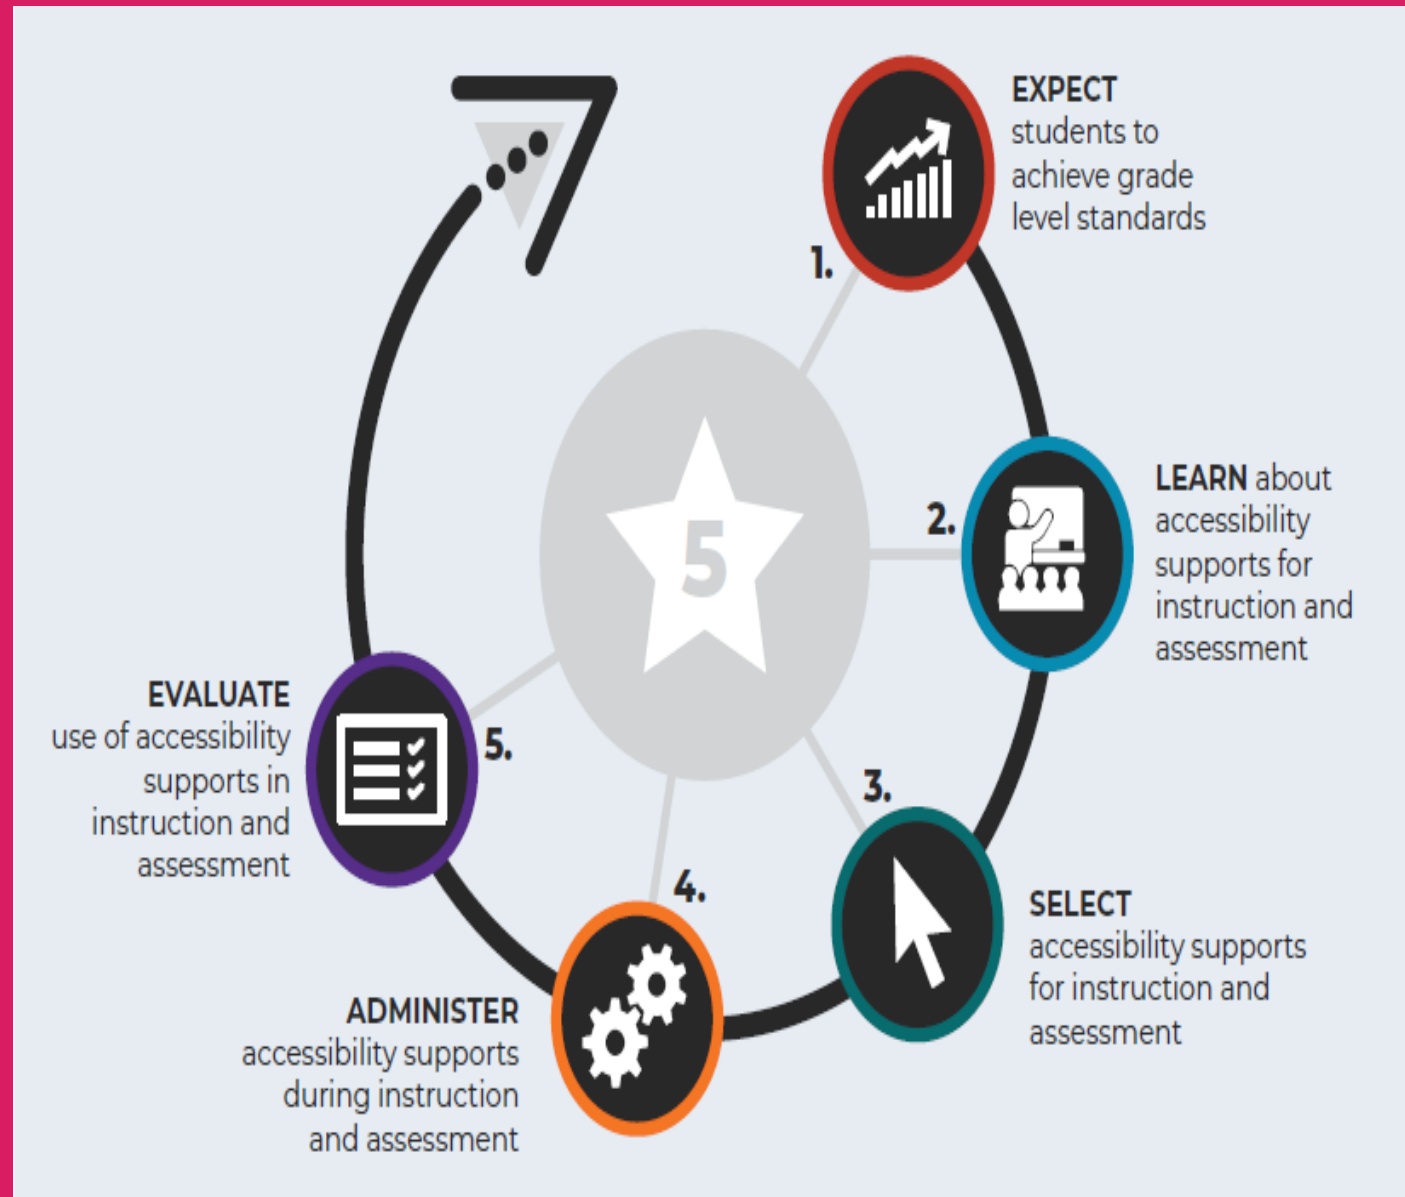 1.
EXPECT
students to
achieve grade
level standards
2.
LEARN about
accessibility
supports for
instruction and
assessment
3.
SELECT
accessibility supports
for instruction and
assessment
4.
ADMINISTER
accessibility supports
during instruction
and assessment
5.
EVALUATE
use of accessibility
supports in
instruction and
assessment
5